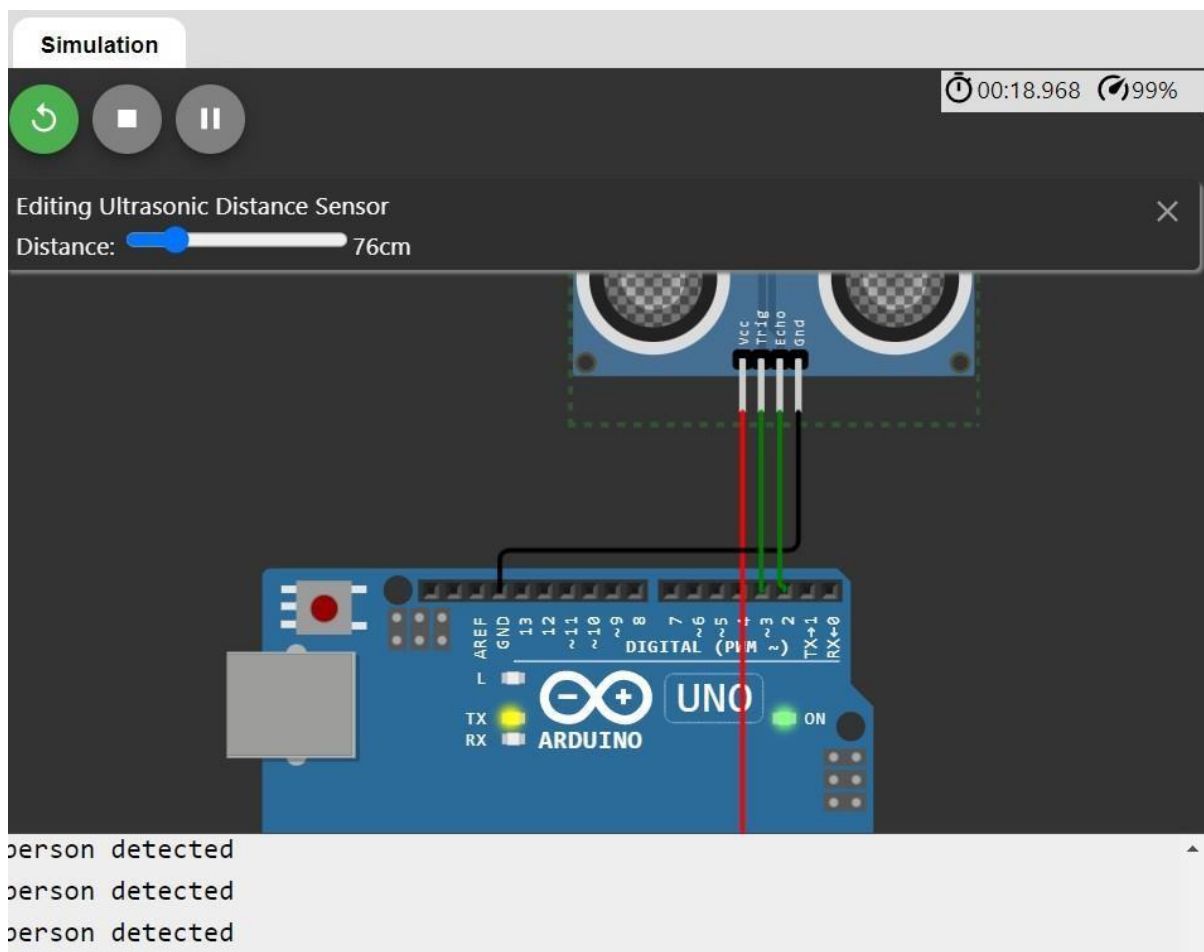 Simulation
00:18.968 99%
Editing Ultrasonic Distance Sensor
Distance: 76cm
Vcc
Trig
Echo
Gnd
AREF
GND
13
12
~11
~10
~9
8
7
~6
~5
4
~3
2
TX→1
RX←0
DIGITAL (PWM ~)
L
TX
RX
UNO
ON
ARDUINO
person detected
person detected
person detected